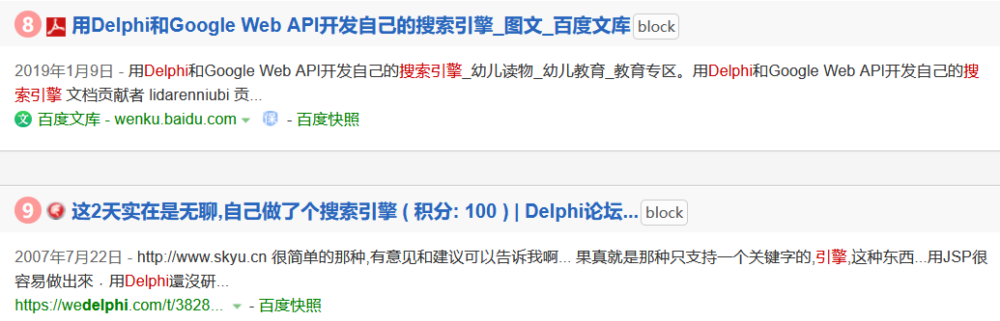 8 用Delphi和Google Web API开发自己的搜索引擎_图文_百度文库 block
2019年1月9日 - 用Delphi和Google Web API开发自己的搜索引擎_幼儿读物_幼儿教育_教育专区。用Delphi和Google Web API开发自己的搜
索引擎 文档贡献者 lidarenniubi 贡...
文 百度文库 - wenku.baidu.com 保 - 百度快照
9 这2天实在是无聊,自己做了个搜索引擎 ( 积分: 100 ) | Delphi论坛... block
2007年7月22日 - http://www.skyu.cn 很简单的那种,有意见和建议可以告诉我啊... 果真就是那种只支持一个关键字的,引擎,这种东西...用JSP很
容易做出來﹐用Delphi還沒研...
https://wedelphi.com/t/3828... - 百度快照